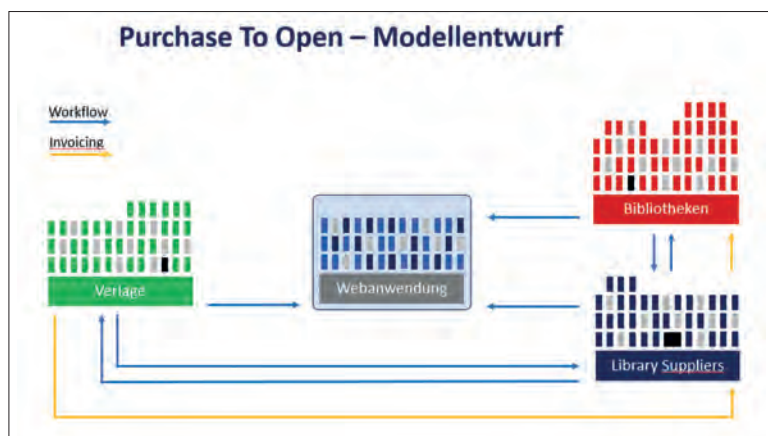 Purchase To Open – Modellentwurf
Workflow
Invoicing
Bibliotheken
Verlage
Webanwendung
Library Suppliers